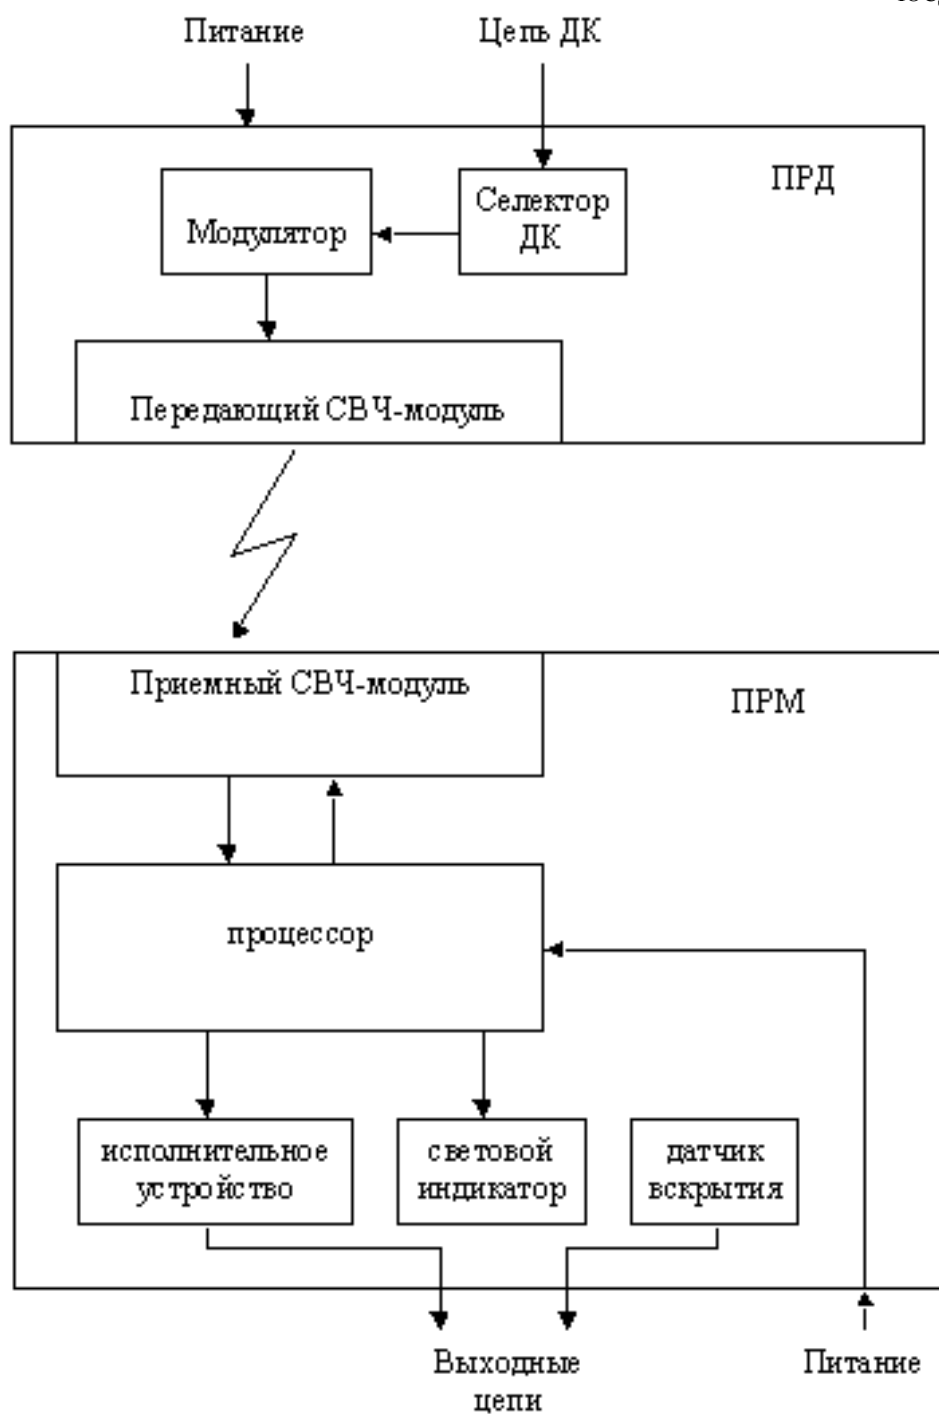 Питание
Цепь ДК
ПРД
Селектор
ДК
Модулятор
Передающий СВЧ-модуль
Приемный СВЧ-модуль
ПРМ
процессор
исполнительное
устройство
световой
индикатор
датчик
вскрытия
Выходные
цепи
Питание